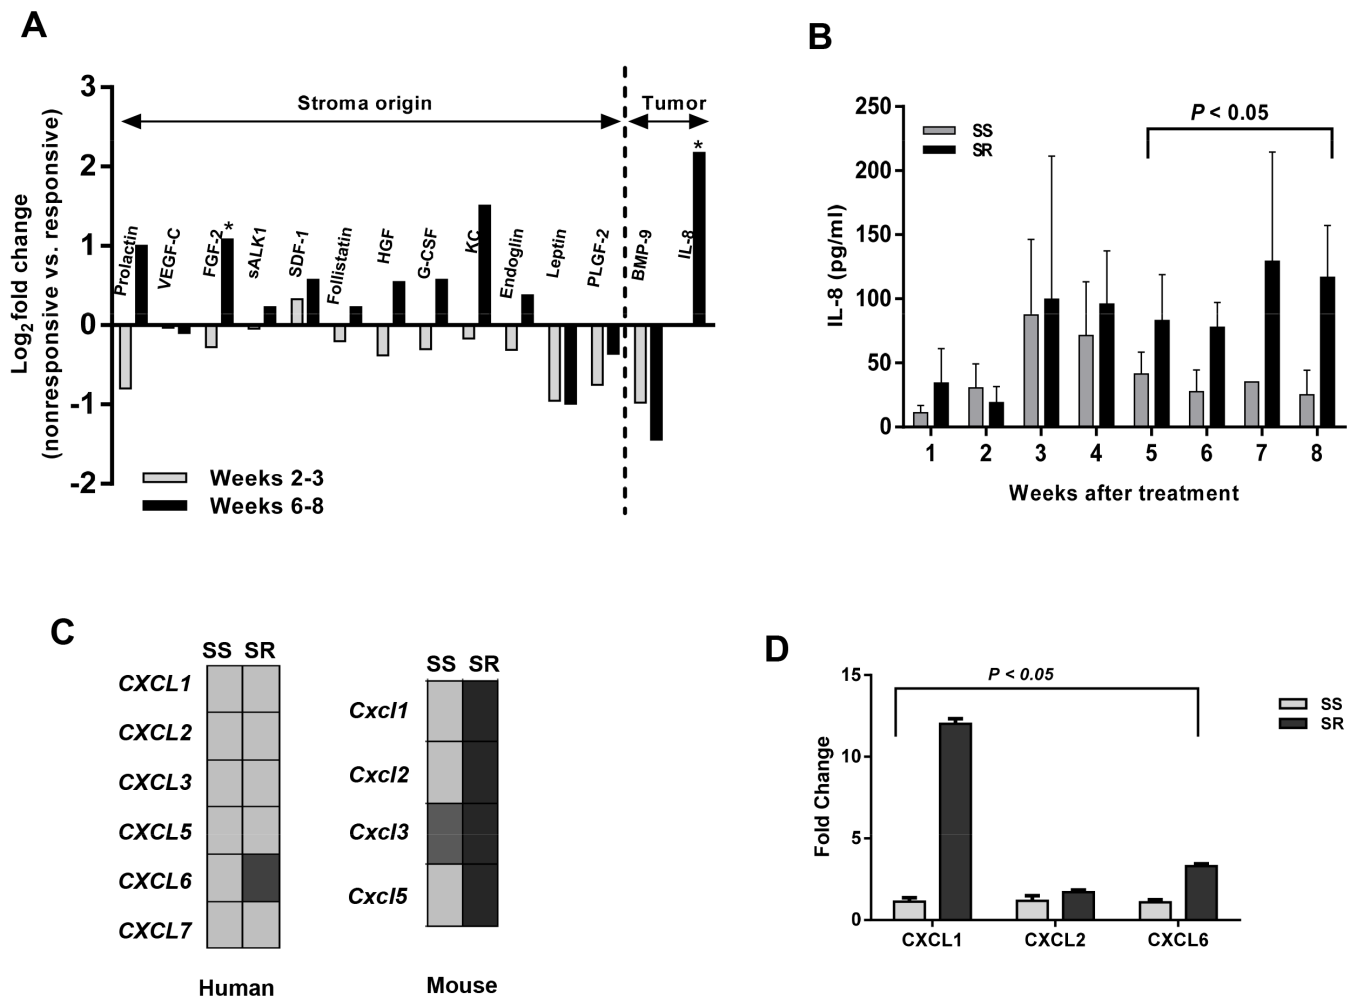 A
Log2 fold change
(nonresponsive vs. responsive)
3
2
1
0
-1
-2
Stroma origin
Tumor
Prolactin
VEGF-C
FGF-2
*
sALK1
SDF-1
Follistatin
HGF
G-CSF
KC
Endoglin
Leptin
PLGF-2
BMP-9
IL-8
*
Weeks 2-3
Weeks 6-8
B
IL-8 (pg/ml)
250
200
150
100
50
0
SS
SR
P < 0.05
1 2 3 4 5 6 7 8
Weeks after treatment
C
SS SR
CXCL1
CXCL2
CXCL3
CXCL5
CXCL6
CXCL7
Human
SS SR
Cxcl1
Cxcl2
Cxcl3
Cxcl5
Mouse
D
Fold Change
15
10
5
0
P < 0.05
SS
SR
CXCL1 CXCL2 CXCL6